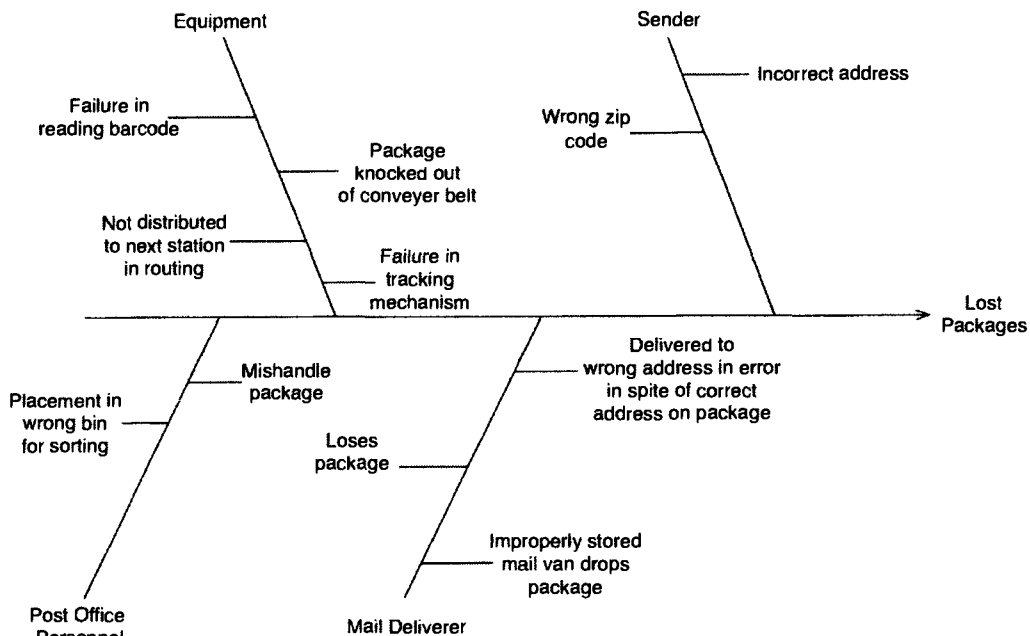 Equipment
Sender
Failure in
reading barcode
Package
knocked out
of conveyer belt
Not distributed
to next station
in routing
Failure in
tracking
mechanism
Incorrect address
Wrong zip
code
Lost
Packages
Mishandle
package
Placement in
wrong bin
for sorting
Delivered to
wrong address in error
in spite of correct
address on package
Loses
package
Improperly stored
mail van drops
package
Post Office
Personnel
Mail Deliverer